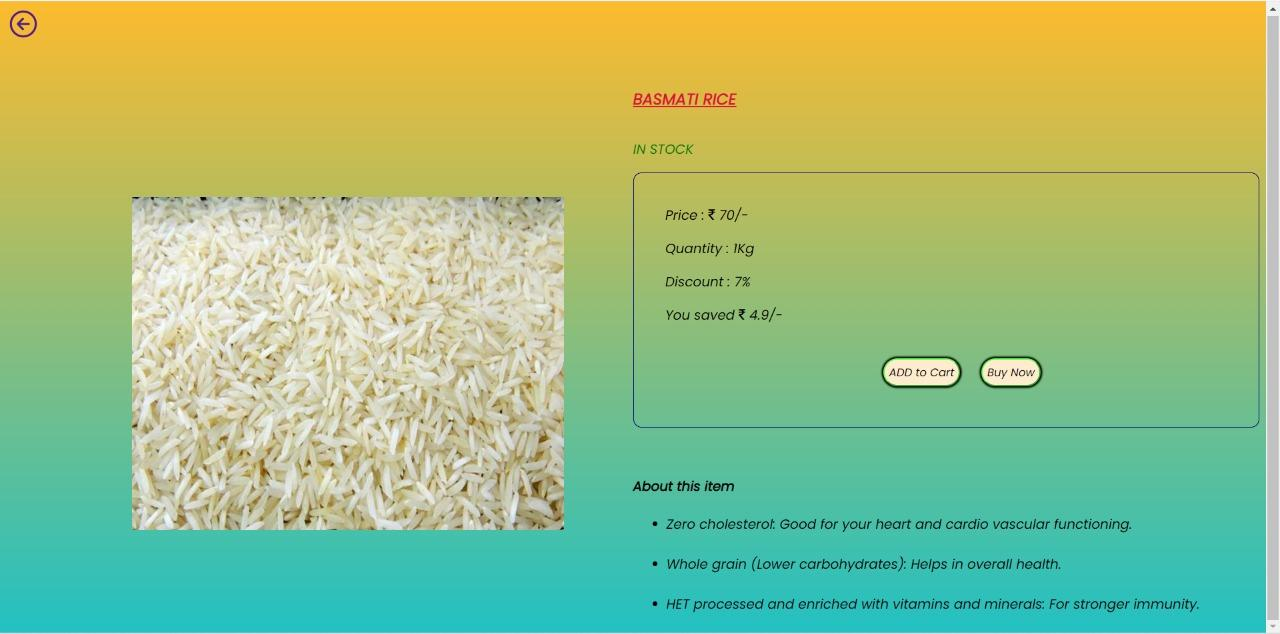 BASMATI RICE
IN STOCK
Price : ₹ 70/-
Quantity : 1Kg
Discount : 7%
You saved ₹ 4.9/-
ADD to Cart Buy Now
About this item
• Zero cholesterol: Good for your heart and cardio vascular functioning.
• Whole grain (Lower carbohydrates): Helps in overall health.
• HET processed and enriched with vitamins and minerals: For stronger immunity.